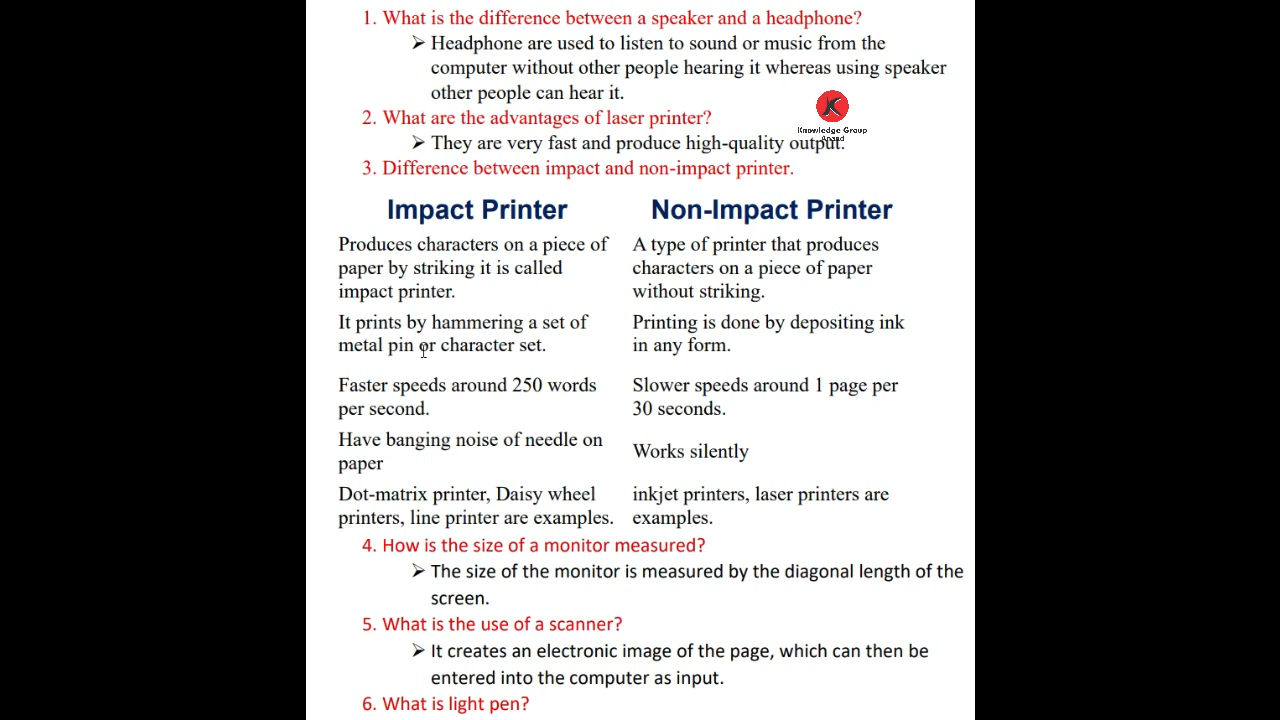 1. What is the difference between a speaker and a headphone?
➢ Headphone are used to listen to sound or music from the
computer without other people hearing it whereas using speaker
other people can hear it.
2. What are the advantages of laser printer?
➢ They are very fast and produce high-quality output.
Knowledge Group
Anand
3. Difference between impact and non-impact printer.
Impact Printer
Non-Impact Printer
Produces characters on a piece of
paper by striking it is called
impact printer.
A type of printer that produces
characters on a piece of paper
without striking.
It prints by hammering a set of
metal pin or character set.
Printing is done by depositing ink
in any form.
Faster speeds around 250 words
per second.
Slower speeds around 1 page per
30 seconds.
Have banging noise of needle on
paper
Works silently
Dot-matrix printer, Daisy wheel
printers, line printer are examples.
inkjet printers, laser printers are
examples.
4. How is the size of a monitor measured?
➢ The size of the monitor is measured by the diagonal length of the
screen.
5. What is the use of a scanner?
➢ It creates an electronic image of the page, which can then be
entered into the computer as input.
6. What is light pen?